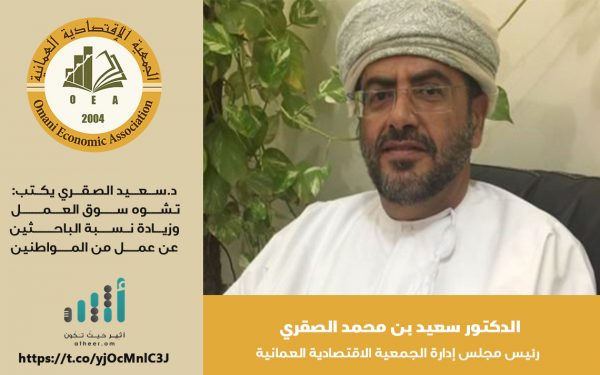 الجمعية الإقتصادية العمانية
O E A
2004
Omani Economic Association
د.سعيد الصقري يكتب:
تشوه سوق العمل
وزيادة نسبة الباحثين
عن عمل من المواطنين
أثير
أثير حيث تكون
atheer.om
https://t.co/yjOcMnlC3J
الدكتور سعيد بن محمد الصقري
رئيس مجلس إدارة الجمعية الاقتصادية العمانية